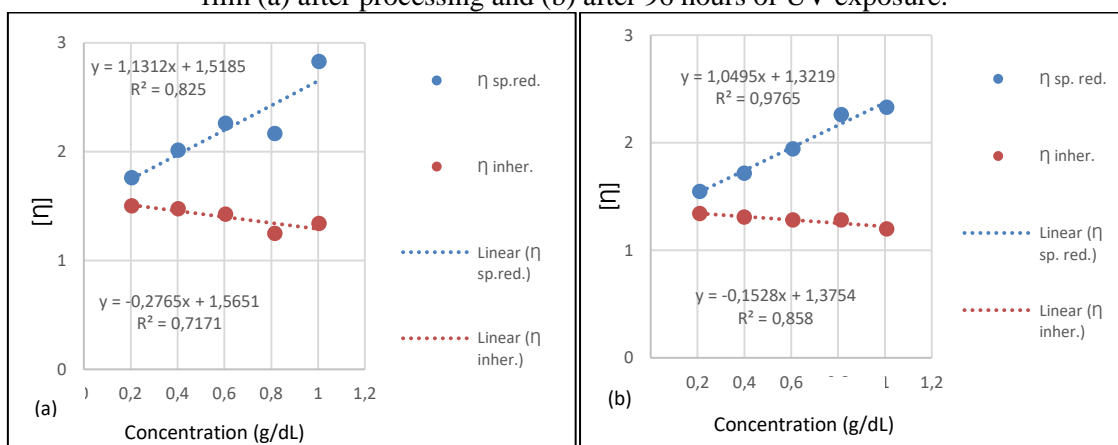 film (a) after processing and (b) after 96 hours of UV exposure.
3
y = 1,1312x + 1,5185
R² = 0,825
2
[Ƞ]
1
y = -0,2765x + 1,5651
R² = 0,7171
0
0,2 0,4 0,6 0,8 1 1,2
(a)
Concentration (g/dL)
Ƞ sp.red.
Ƞ inher.
Linear (Ƞ
sp.red.)
Linear (Ƞ
inher.)
3
y = 1,0495x + 1,3219
R² = 0,9765
2
[Ƞ]
1
y = -0,1528x + 1,3754
R² = 0,858
0
0,2 0,4 0,6 1 1,2
(b)
Concentration (g/dL)
Ƞ sp. red.
Ƞ inher.
Linear (Ƞ
sp. red.)
Linear (Ƞ
inher.)